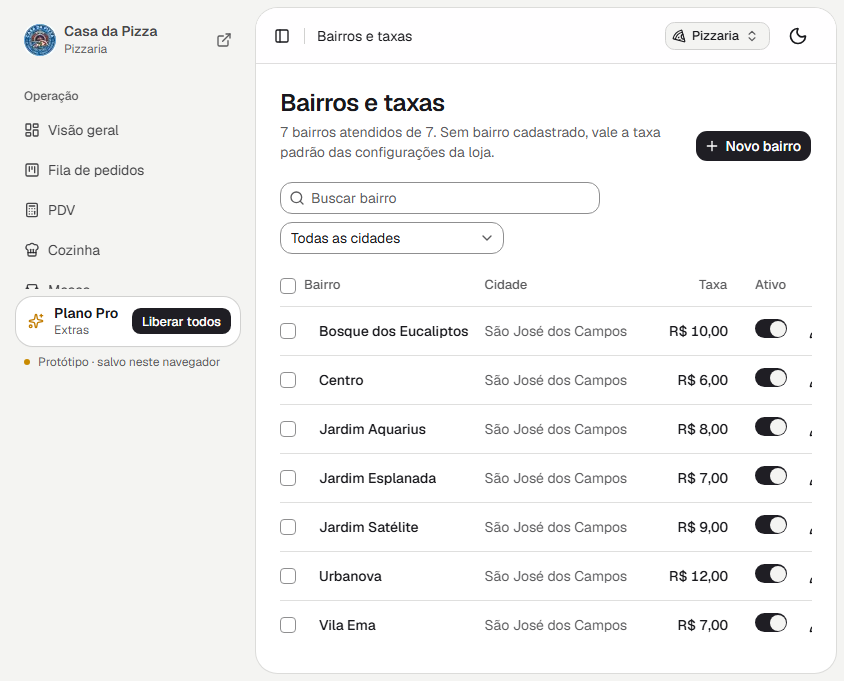 Casa da Pizza
Pizzaria
Operação
Visão geral
Fila de pedidos
PDV
Cozinha
Plano Pro
Extras
Liberar todos
Protótipo · salvo neste navegador
Bairros e taxas
Pizzaria
Bairros e taxas
7 bairros atendidos de 7. Sem bairro cadastrado, vale a taxa
padrão das configurações da loja.
+ Novo bairro
Buscar bairro
Todas as cidades
Bairro Cidade Taxa Ativo
Bosque dos Eucaliptos São José dos Campos R$ 10,00
Centro São José dos Campos R$ 6,00
Jardim Aquarius São José dos Campos R$ 8,00
Jardim Esplanada São José dos Campos R$ 7,00
Jardim Satélite São José dos Campos R$ 9,00
Urbanova São José dos Campos R$ 12,00
Vila Ema São José dos Campos R$ 7,00